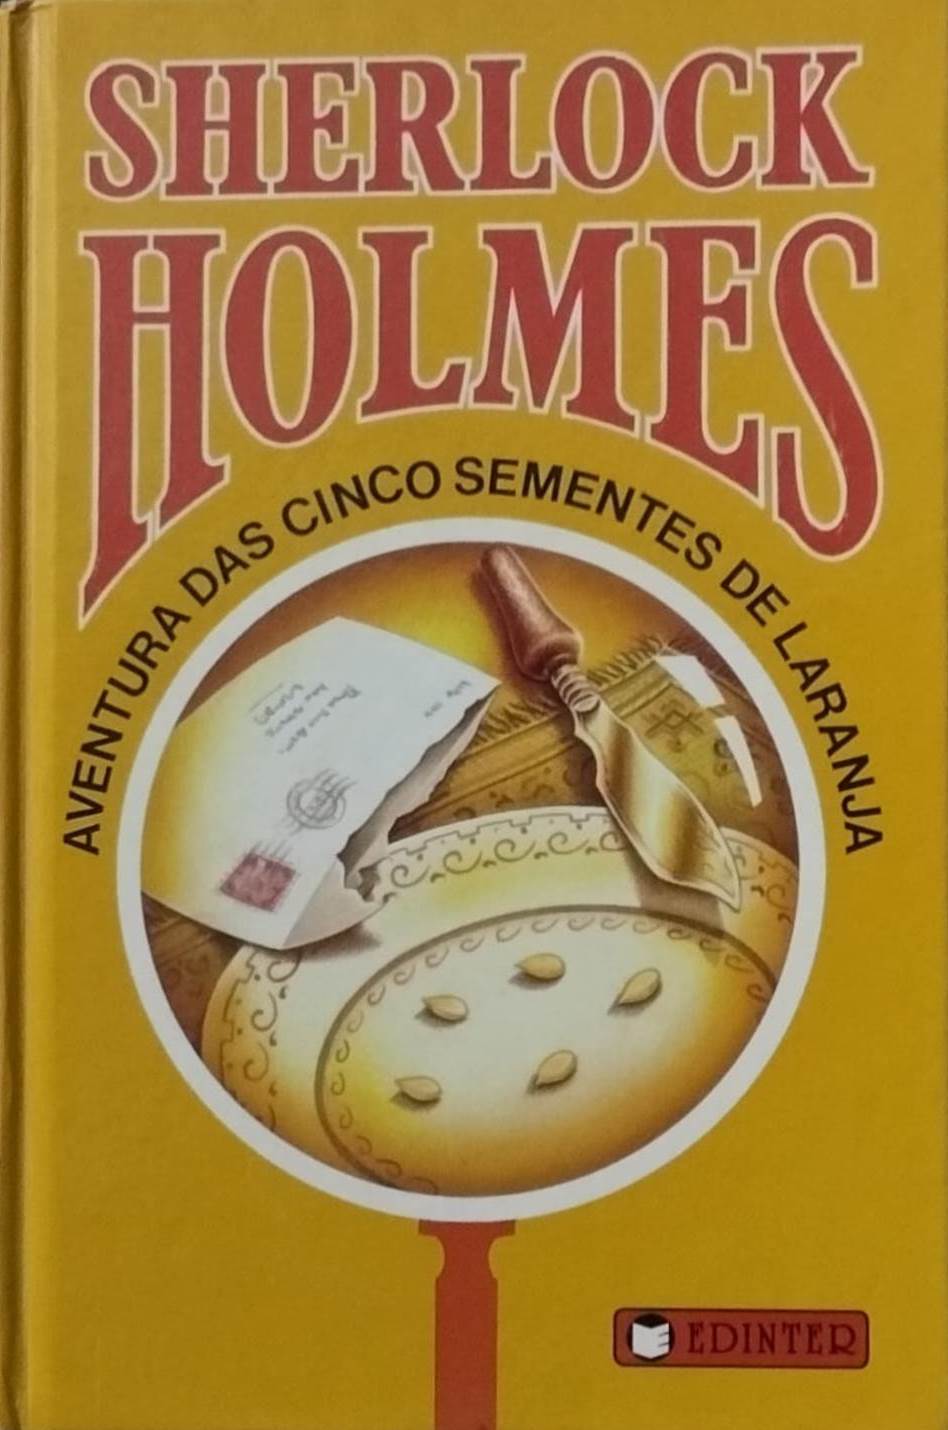 SHERLOCK
HOLMES
AVENTURA DAS CINCO SEMENTES DE LARANJA
EDINTER